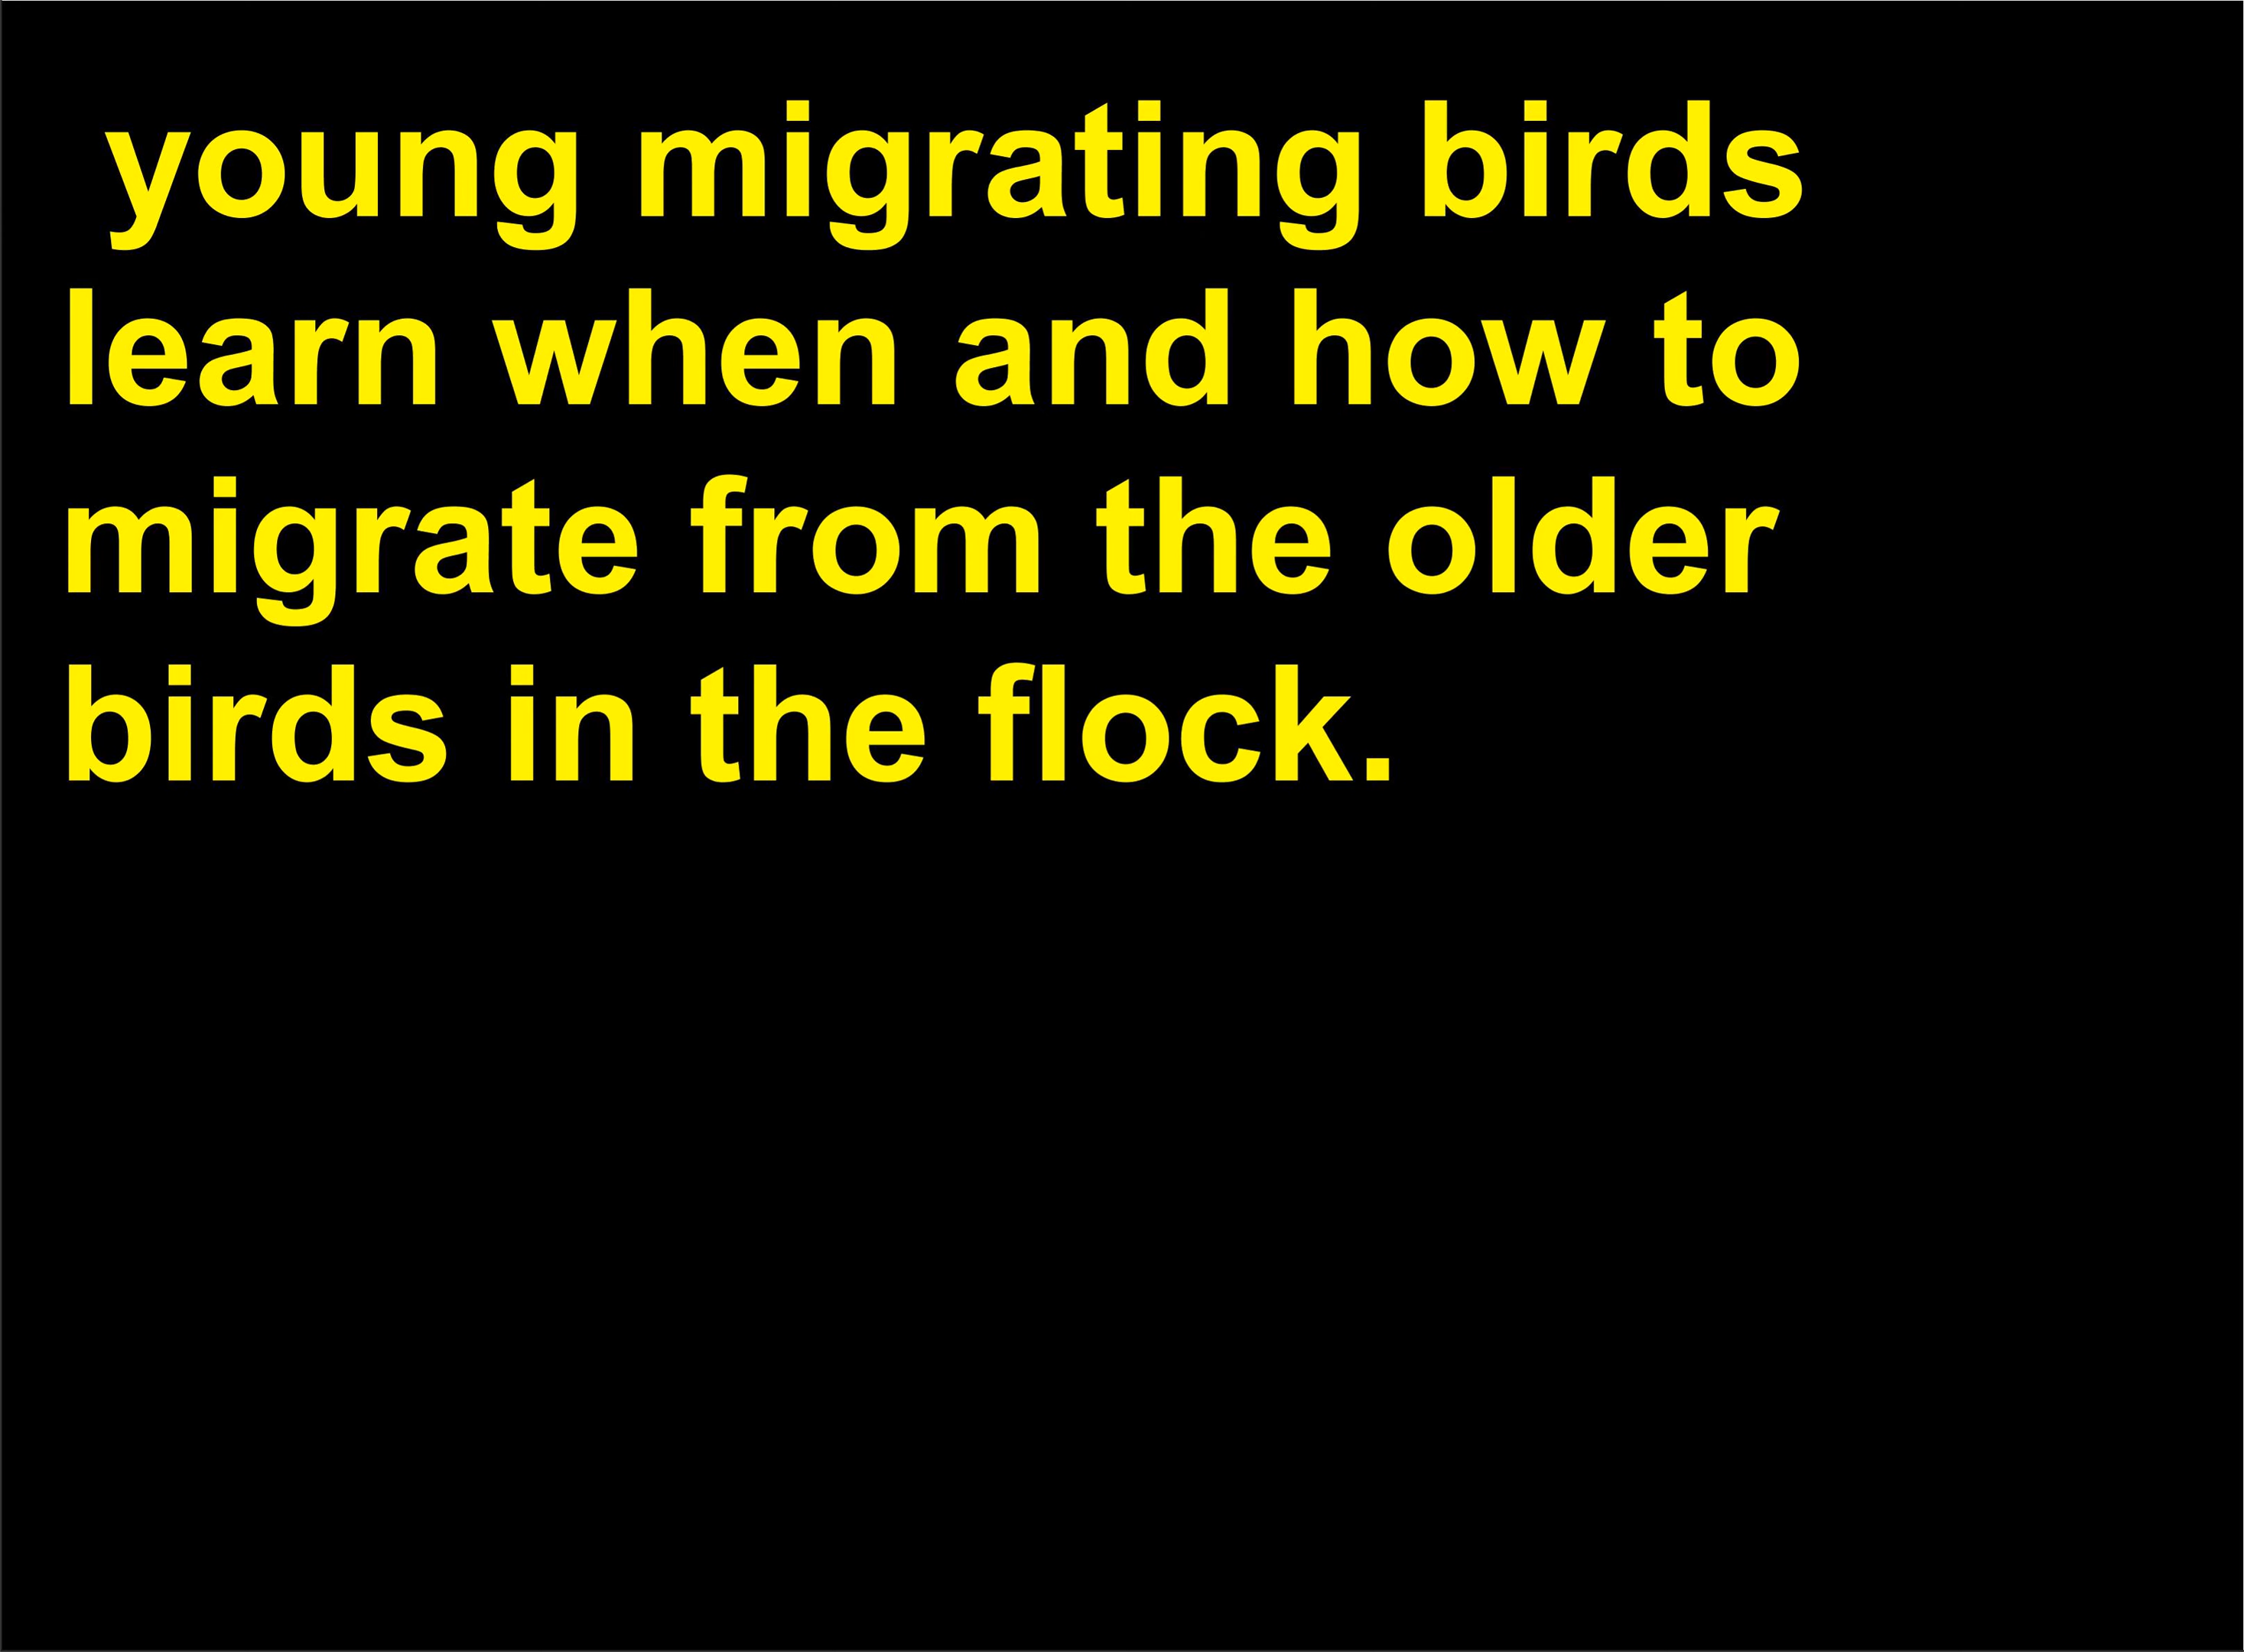 young migrating birds
learn when and how to
migrate from the older
birds in the flock.